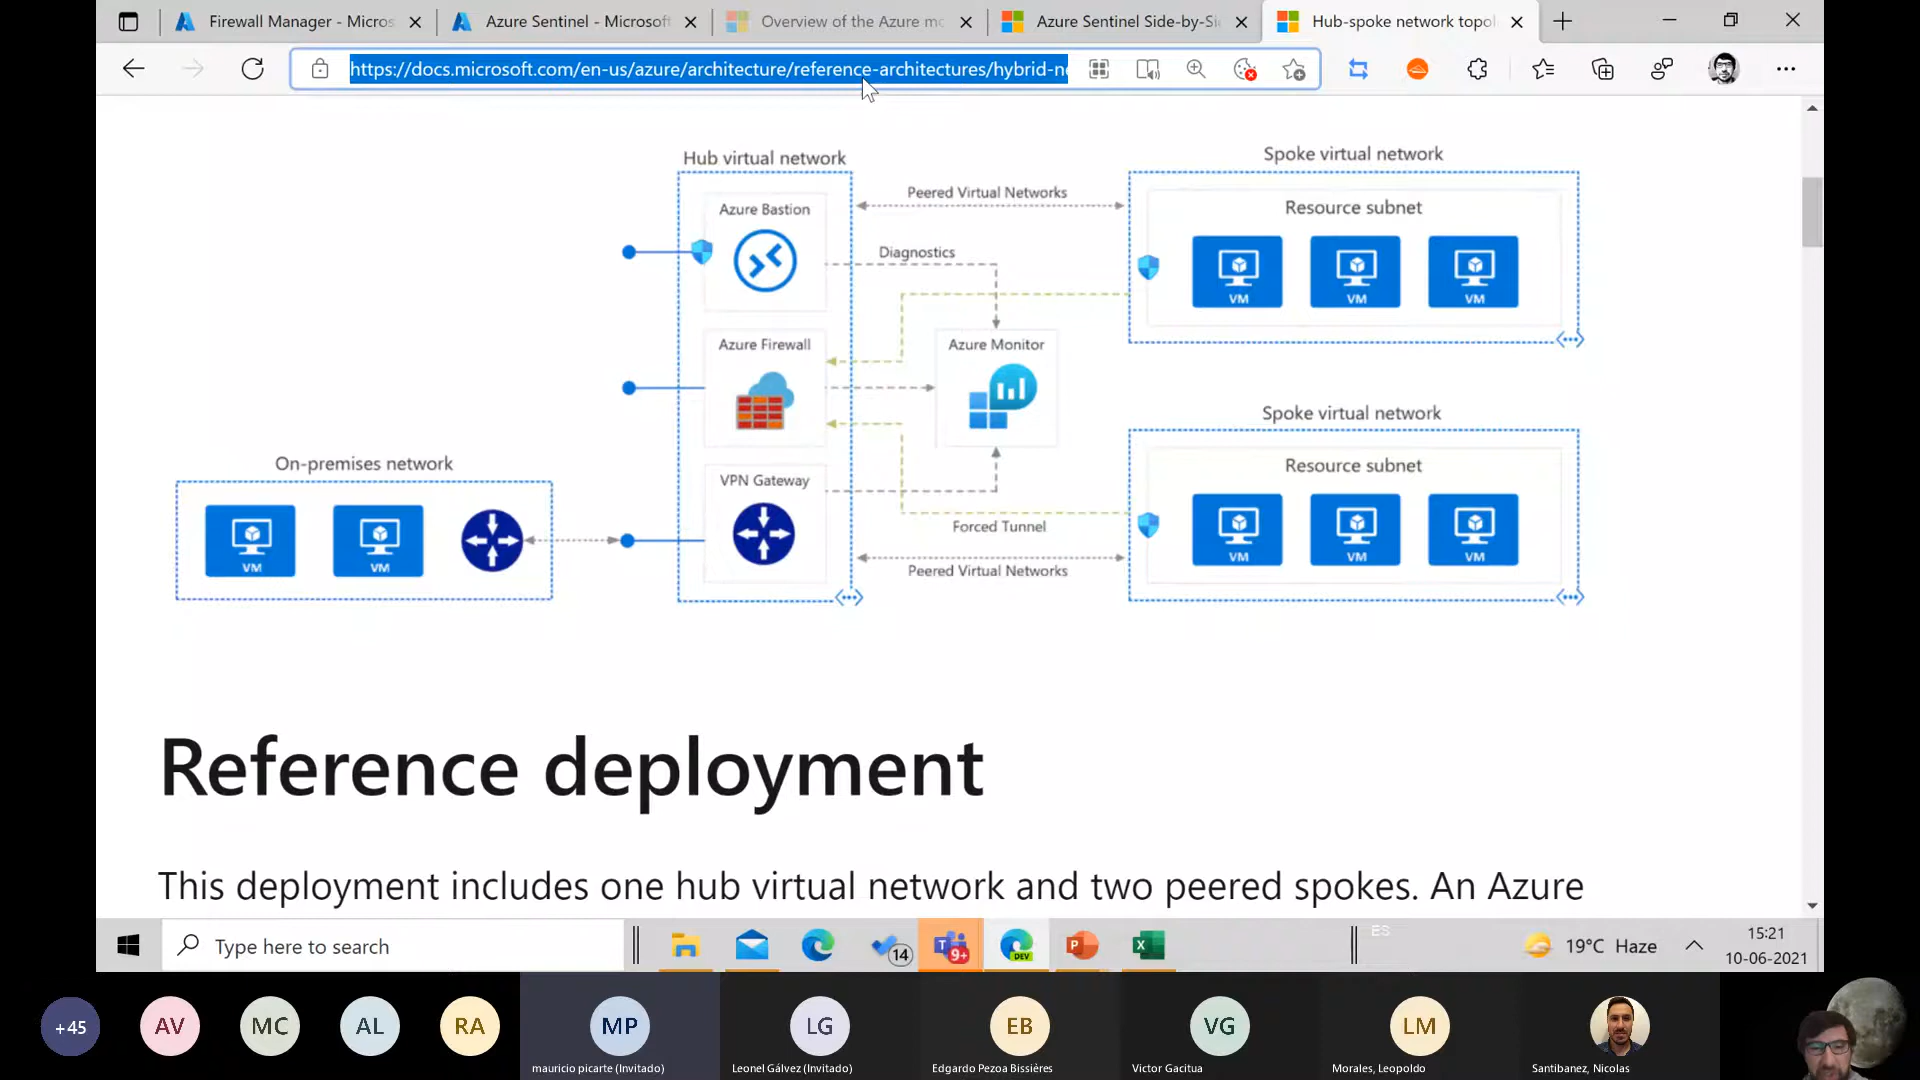 Firewall Manager - Micros
Azure Sentinel - Microsoft
Overview of the Azure mo
Azure Sentinel Side-by-Si
Hub-spoke network topol
https://docs.microsoft.com/en-us/azure/architecture/reference-architectures/hybrid-ne
Hub virtual network
Spoke virtual network
Azure Bastion
Peered Virtual Networks
Resource subnet
Diagnostics
VM
VM
VM
Azure Firewall
Azure Monitor
Spoke virtual network
On-premises network
Resource subnet
VPN Gateway
VM
VM
Forced Tunnel
VM
VM
VM
Peered Virtual Networks
Reference deployment
This deployment includes one hub virtual network and two peered spokes. An Azure
Type here to search
14
T
9+
DEV
P
X
ES
19°C Haze
15:21
10-06-2021
+45
AV
MC
AL
RA
MP
LG
EB
VG
LM
mauricio picarte (Invitado)
Leonel Gálvez (Invitado)
Edgardo Pezoa Bissières
Victor Gacitua
Morales, Leopoldo
Santibanez, Nicolas